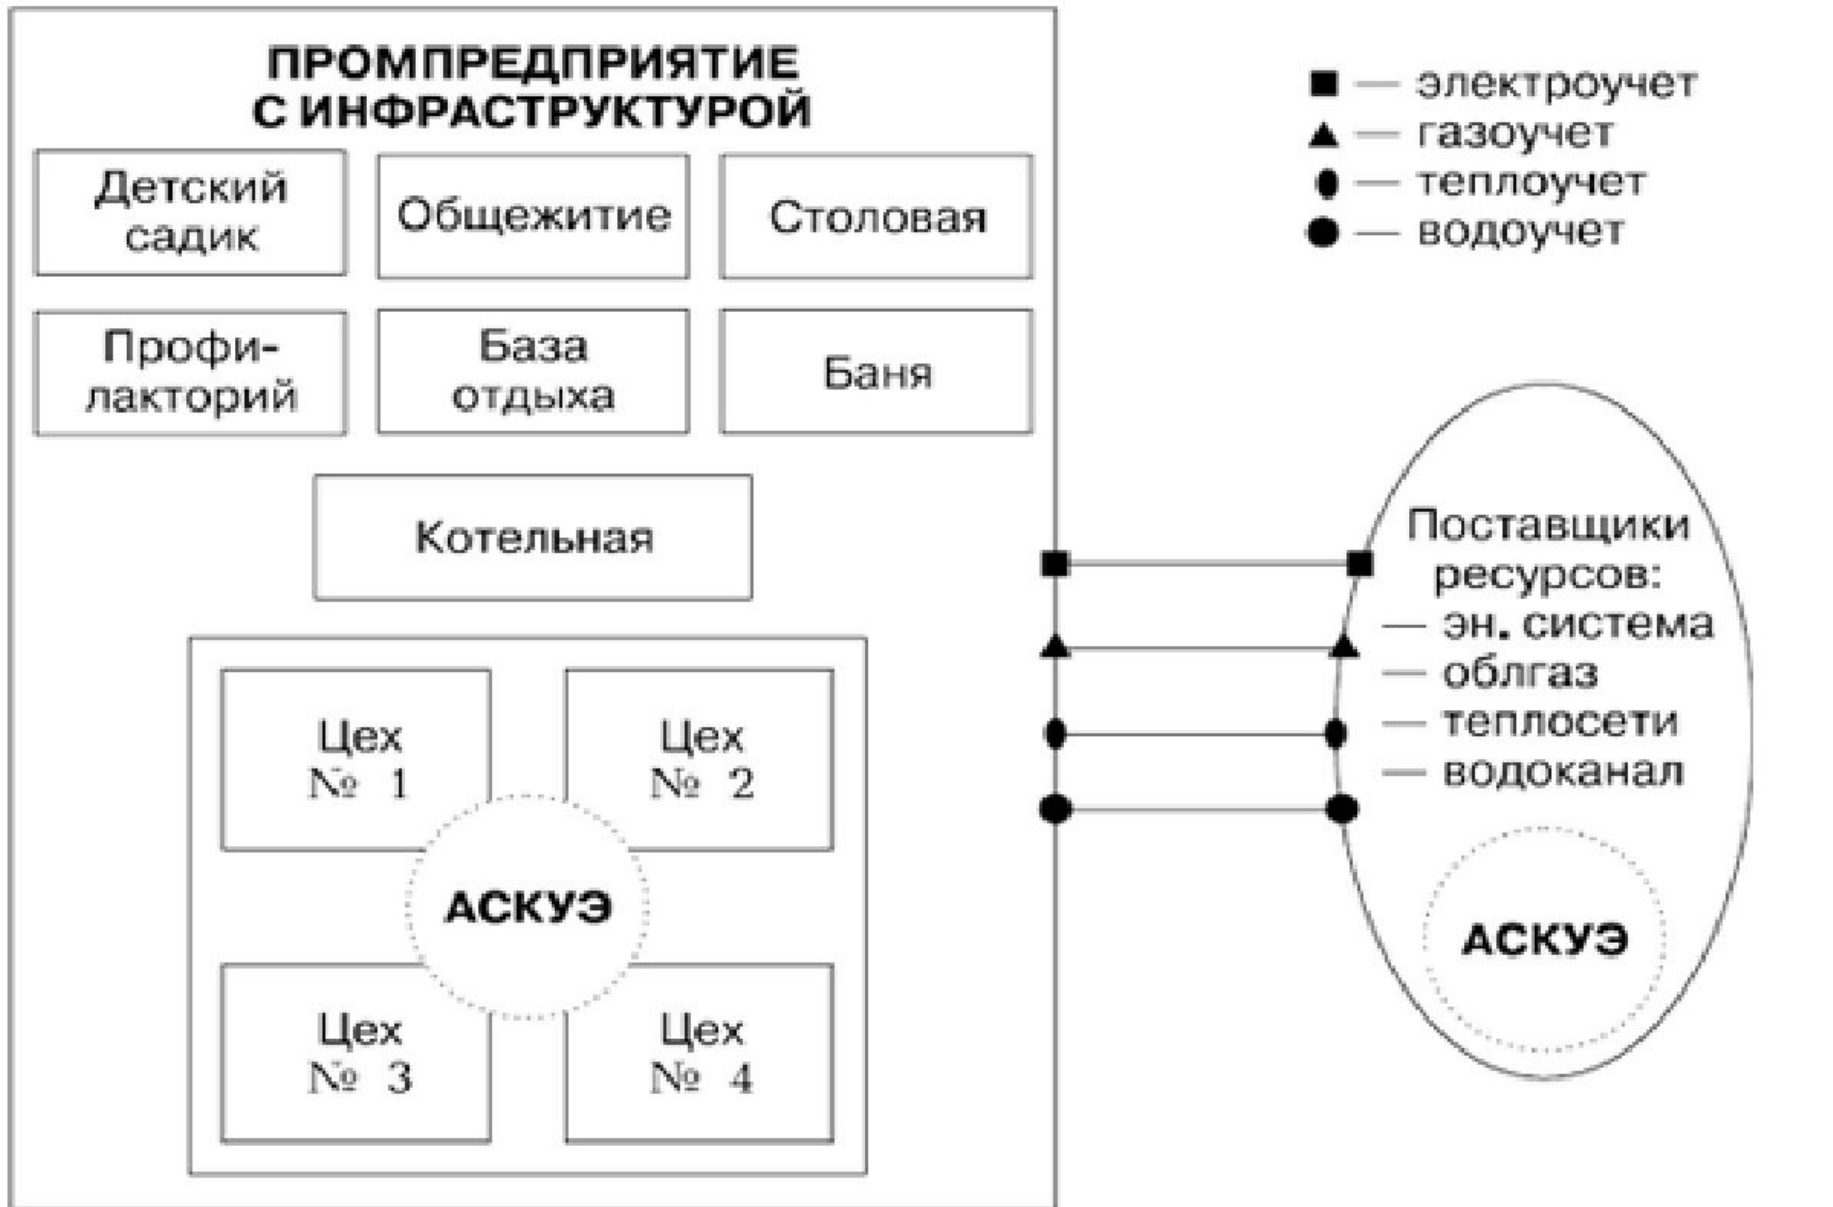 ПРОМПРЕДПРИЯТИЕ
С ИНФРАСТРУКТУРОЙ
Детский
садик
Общежитие
Столовая
Профи-
лакторий
База
отдыха
Баня
Котельная
Цех
№ 1
Цех
№ 2
АСКУЭ
Цех
№ 3
Цех
№ 4
— электроучет
— газоучет
— теплоучет
— водоучет
Поставщики
ресурсов:
— эн. система
— облгаз
— теплосети
— водоканал
АСКУЭ